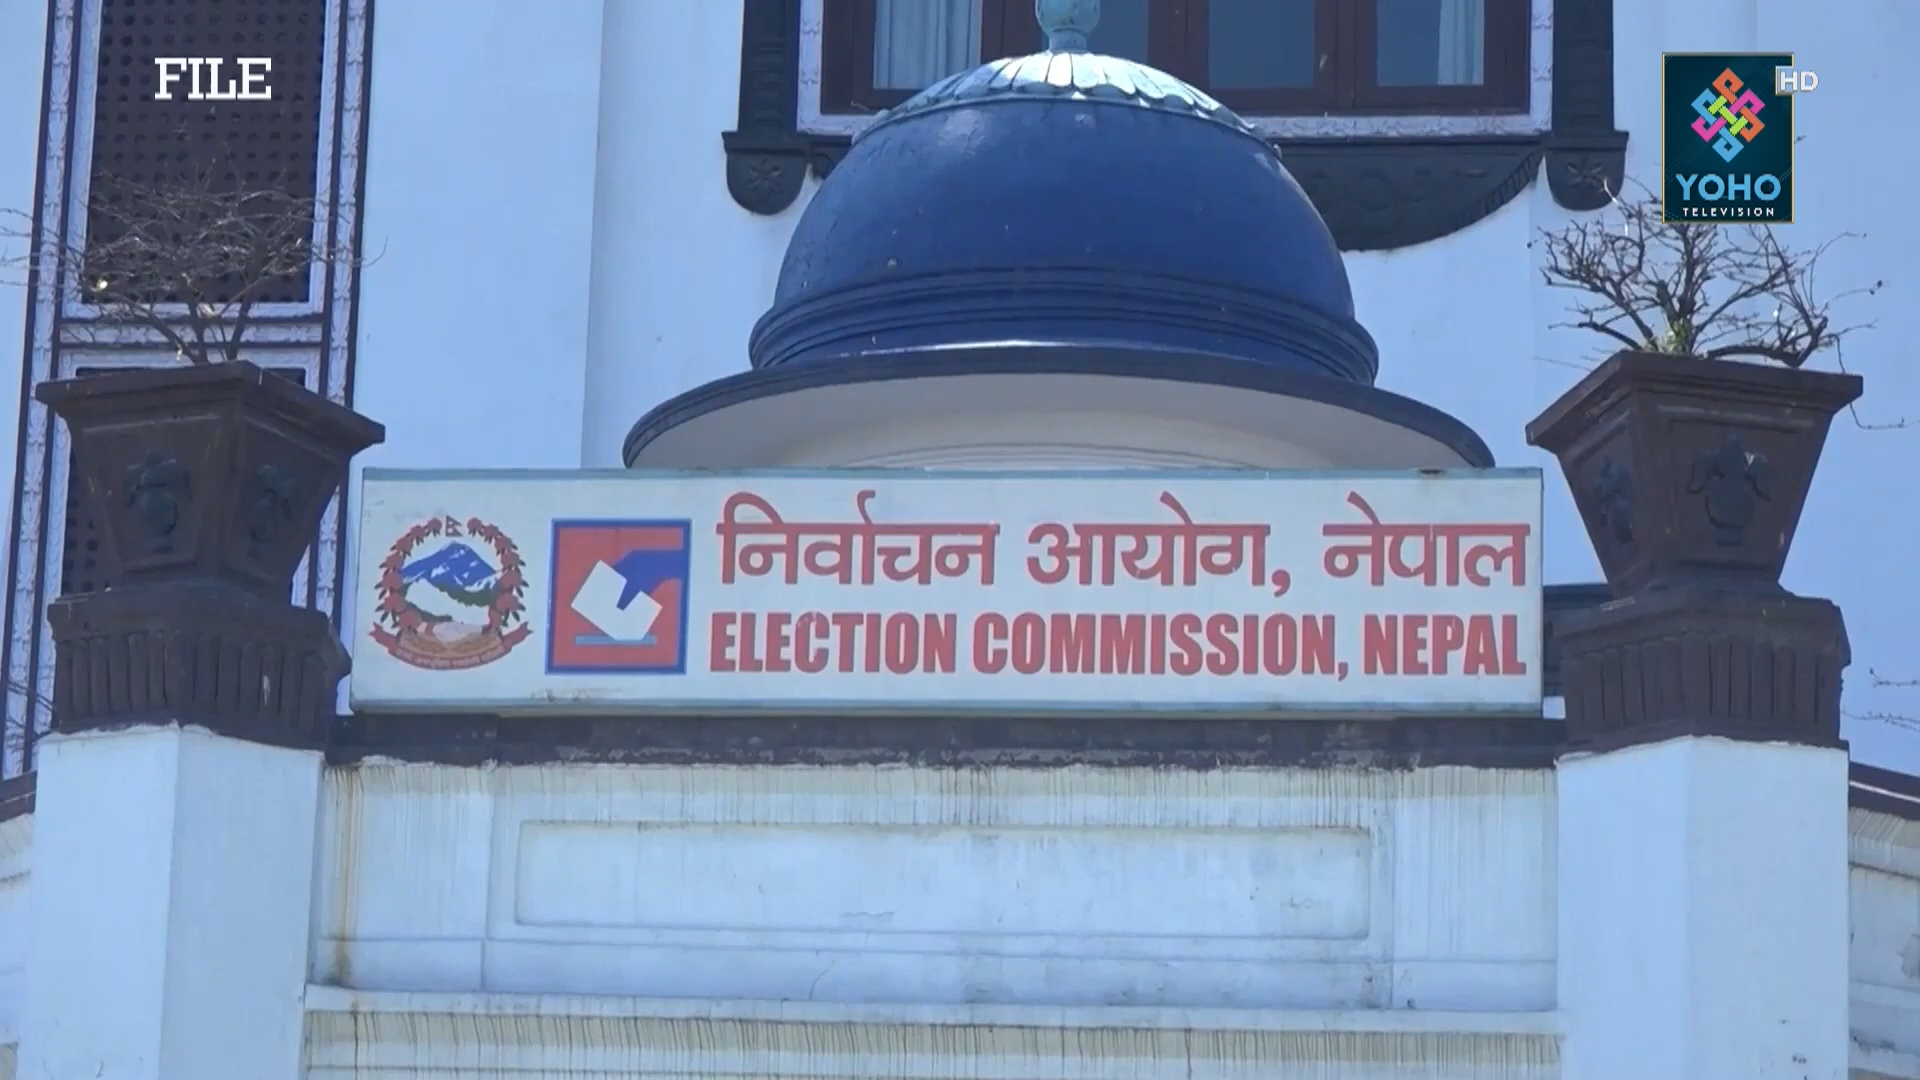 FILE
HD
YOHO
TELEVISION
निर्वाचन आयोग, नेपाल
ELECTION COMMISSION, NEPAL